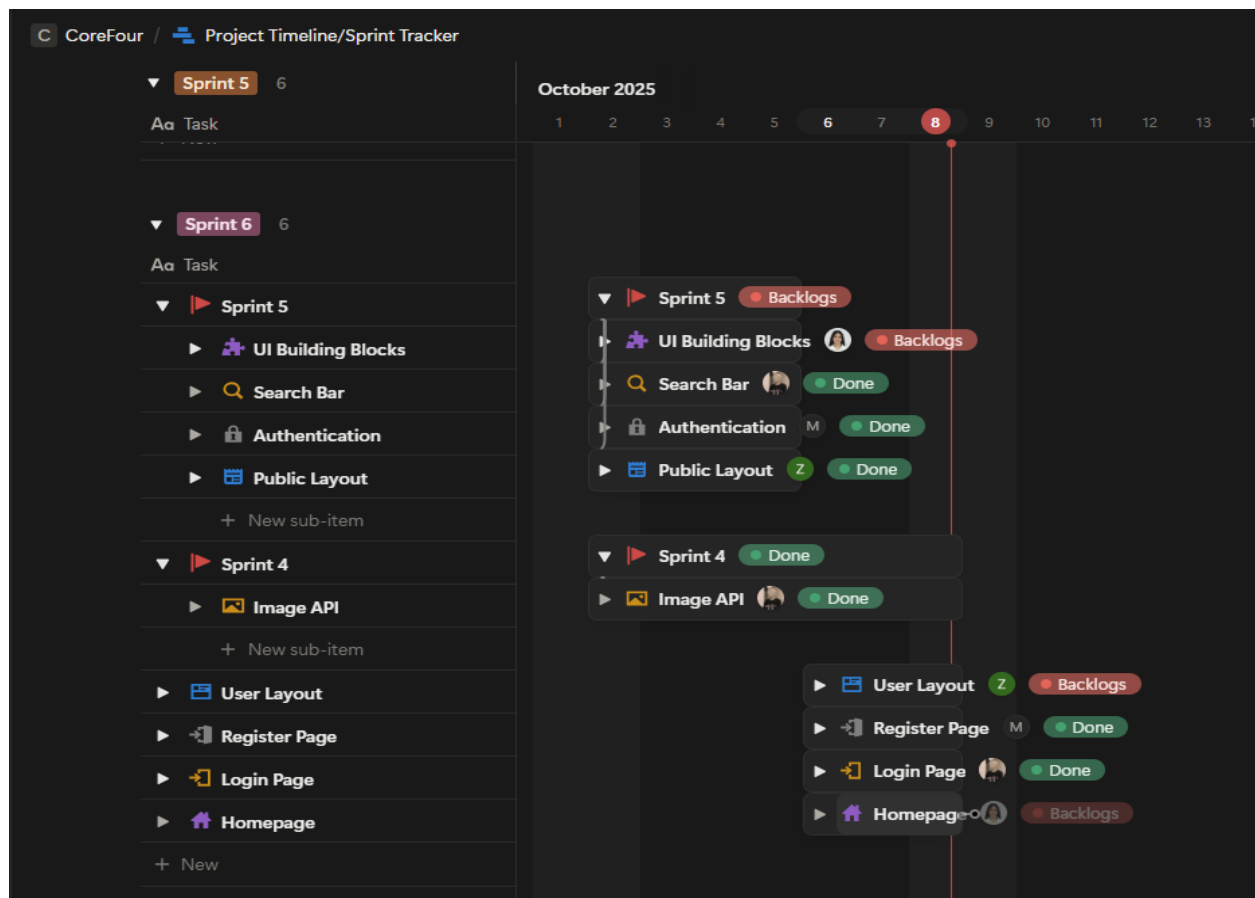 C CoreFour / Project Timeline/Sprint Tracker
Sprint 5 6
October 2025
Aa Task
1 2 3 4 5 6 7 8 9 10 11 12 13
Sprint 6 6
Aa Task
Sprint 5
Sprint 5 Backlogs
UI Building Blocks
UI Building Blocks Backlogs
Search Bar
Search Bar Done
Authentication
Authentication M Done
Public Layout
Public Layout Z Done
+ New sub-item
Sprint 4
Sprint 4 Done
Image API
Image API Done
+ New sub-item
User Layout
User Layout Z Backlogs
Register Page
Register Page M Done
Login Page
Login Page Done
Homepage
Homepage Backlogs
+ New